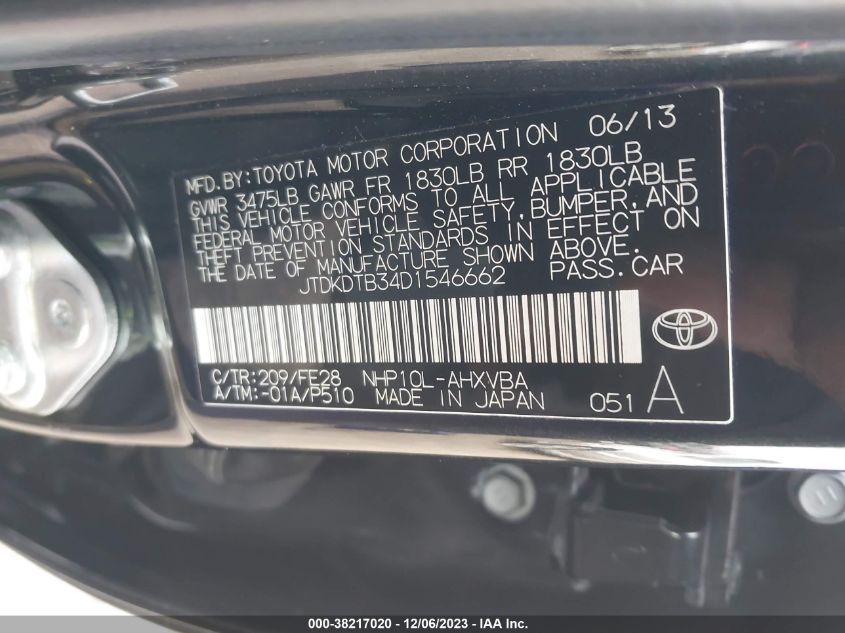 MFD.BY:TOYOTA MOTOR CORPORATION 06/13
GVWR 3475LB GAWR FR 1830LB RR 1830LB
THIS VEHICLE CONFORMS TO ALL APPLICABLE
FEDERAL MOTOR VEHICLE SAFETY,BUMPER,AND
THEFT PREVENTION STANDARDS IN EFFECT ON
THE DATE OF MANUFACTURE SHOWN ABOVE.
JTDKDTB34D1546662 PASS.CAR
C/TR:209/FE28 NHP10L-AHXVBA
A/TM:-01A/P510 MADE IN JAPAN 051 A
000-38217020 - 12/06/2023 - IAA Inc.